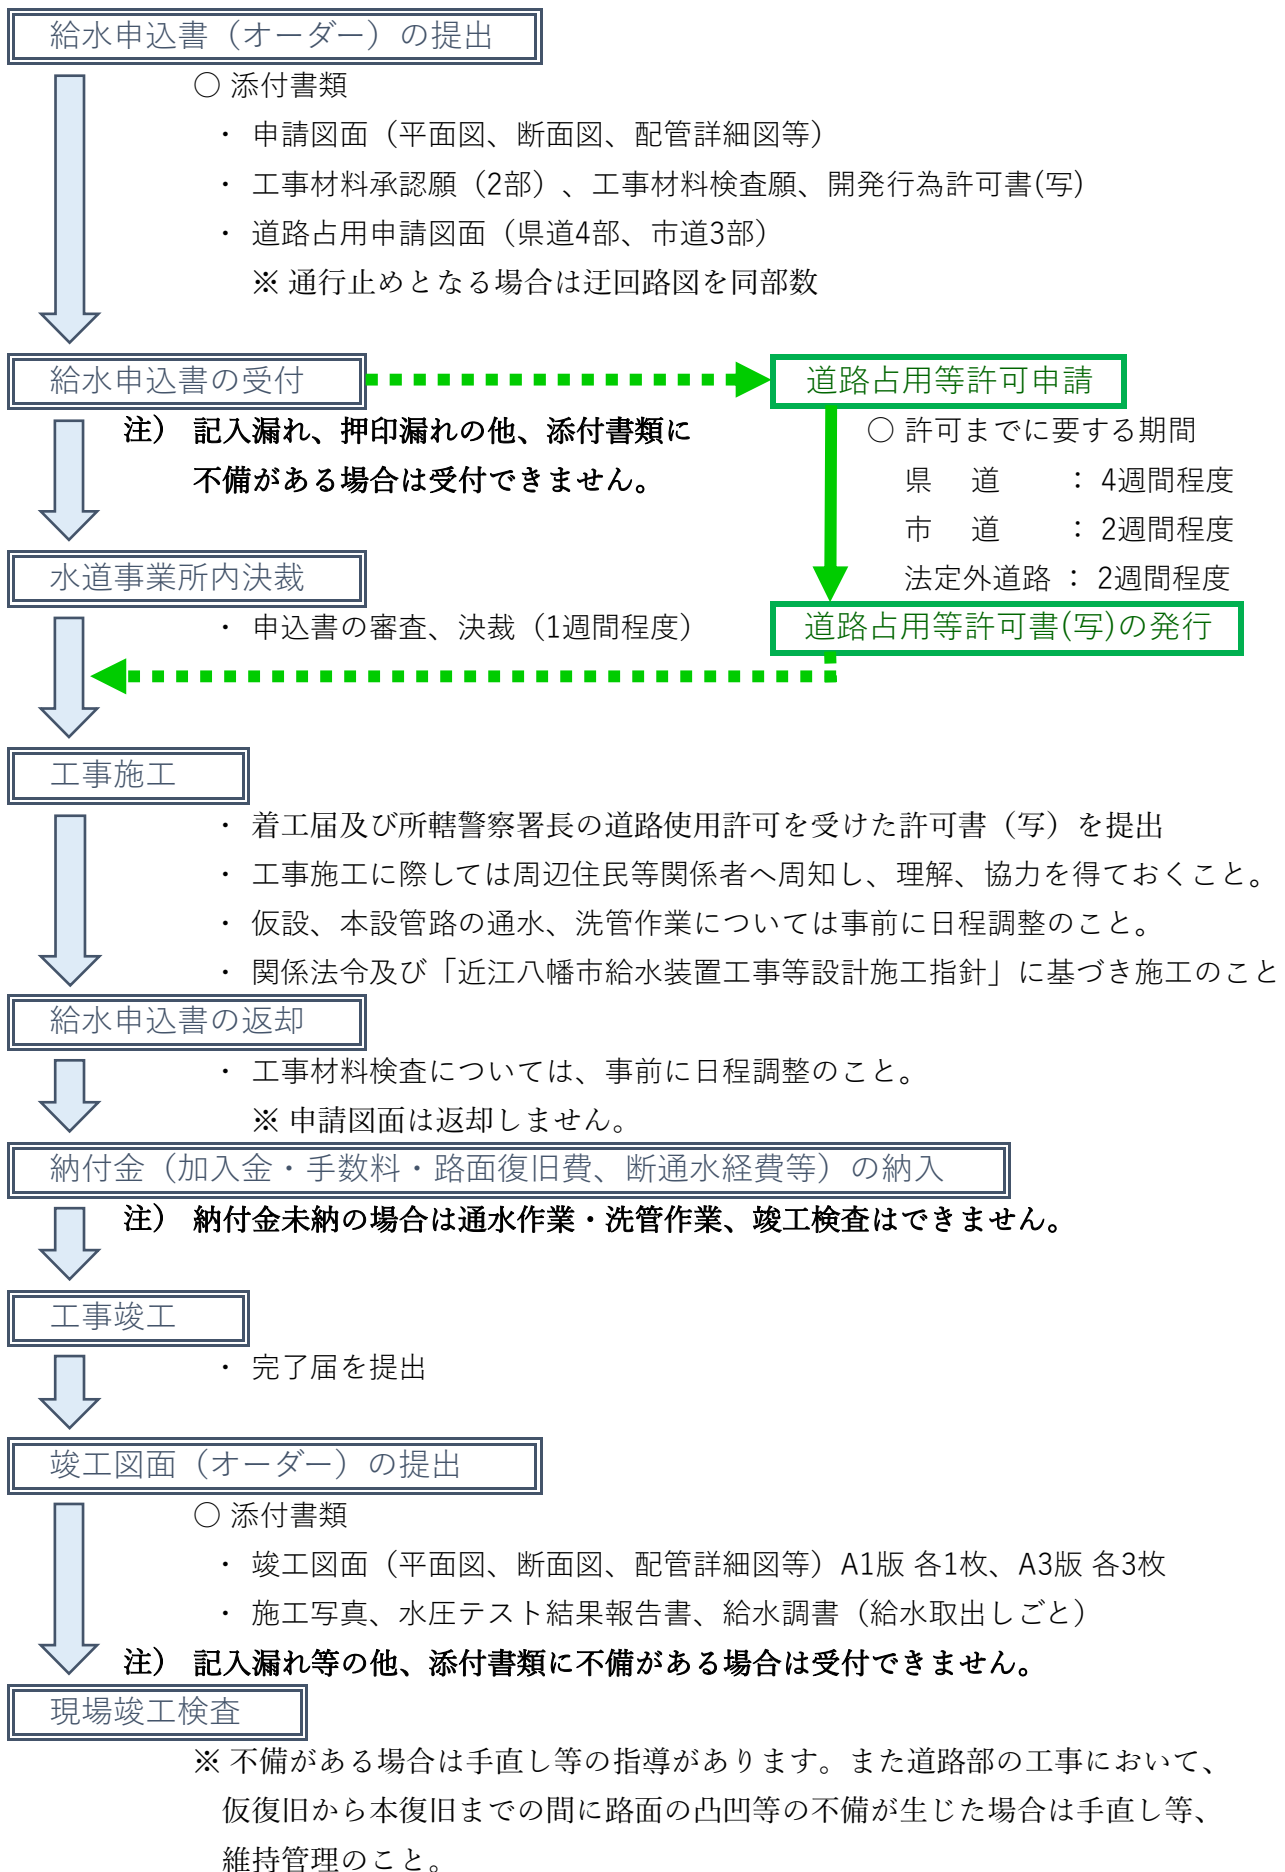 給水申込書（オーダー）の提出
○ 添付書類
・ 申請図面（平面図、断面図、配管詳細図等）
・ 工事材料承認願（2部）、工事材料検査願、開発行為許可書(写)
・ 道路占用申請図面（県道4部、市道3部）
※ 通行止めとなる場合は迂回路図を同部数
給水申込書の受付
注） 記入漏れ、押印漏れの他、添付書類に
不備がある場合は受付できません。
道路占用等許可申請
○ 許可までに要する期間
県 道 ： 4週間程度
市 道 ： 2週間程度
法定外道路 ： 2週間程度
水道事業所内決裁
・ 申込書の審査、決裁（1週間程度）
道路占用等許可書(写)の発行
工事施工
・ 着工届及び所轄警察署長の道路使用許可を受けた許可書（写）を提出
・ 工事施工に際しては周辺住民等関係者へ周知し、理解、協力を得ておくこと。
・ 仮設、本設管路の通水、洗管作業については事前に日程調整のこと。
・ 関係法令及び「近江八幡市給水装置工事等設計施工指針」に基づき施工のこと
給水申込書の返却
・ 工事材料検査については、事前に日程調整のこと。
※ 申請図面は返却しません。
納付金（加入金・手数料・路面復旧費、断通水経費等）の納入
注） 納付金未納の場合は通水作業・洗管作業、竣工検査はできません。
工事竣工
・ 完了届を提出
竣工図面（オーダー）の提出
○ 添付書類
・ 竣工図面（平面図、断面図、配管詳細図等）A1版 各1枚、A3版 各3枚
・ 施工写真、水圧テスト結果報告書、給水調書（給水取出しごと）
注） 記入漏れ等の他、添付書類に不備がある場合は受付できません。
現場竣工検査
※ 不備がある場合は手直し等の指導があります。また道路部の工事において、
仮復旧から本復旧までの間に路面の凸凹等の不備が生じた場合は手直し等、
維持管理のこと。